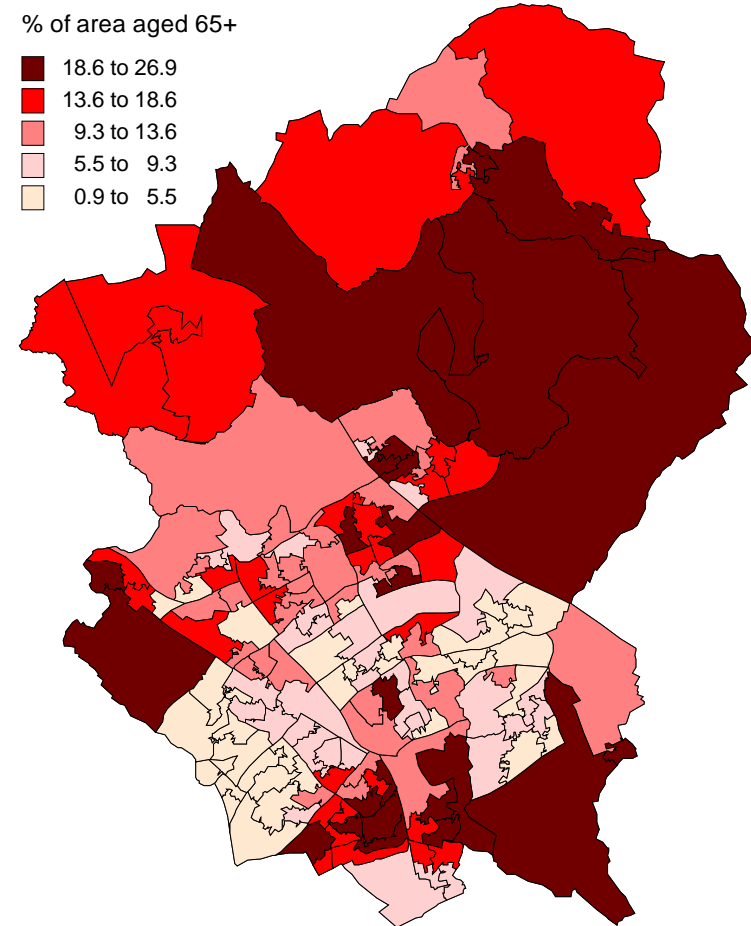 % of area aged 65+
18.6 to 26.9
13.6 to 18.6
9.3 to 13.6
5.5 to 9.3
0.9 to 5.5